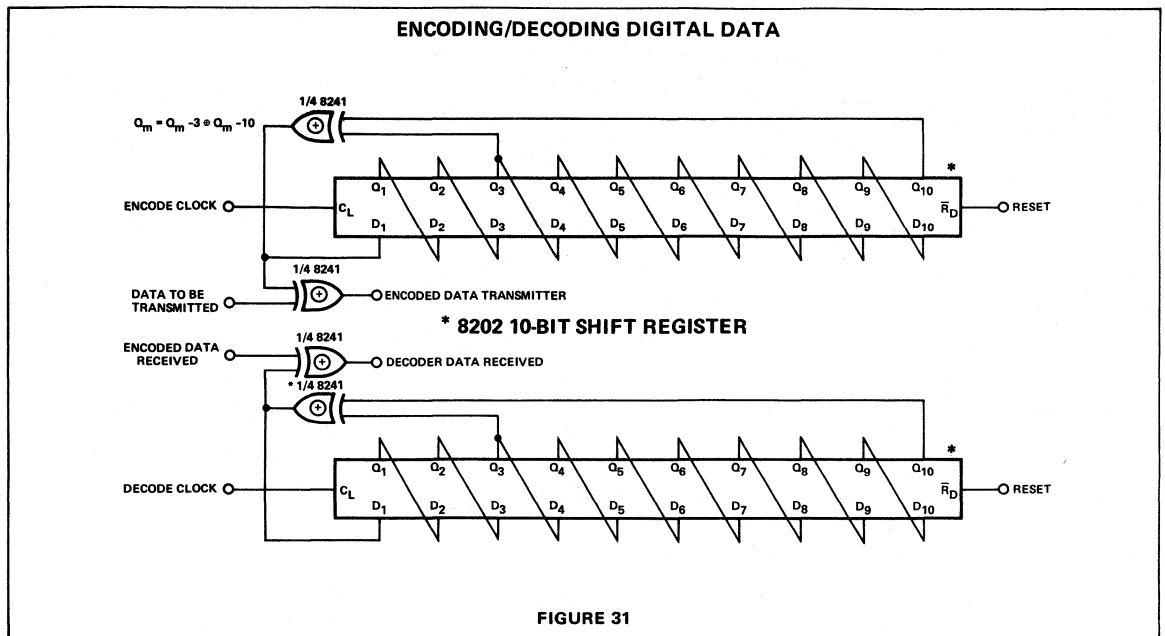 ENCODING/DECODING DIGITAL DATA
1/4 8241
Qm = Qm -3 ⊕ Qm -10
*
Q1 Q2 Q3 Q4 Q5 Q6 Q7 Q8 Q9 Q10
ENCODE CLOCK CL R̅D RESET
D1 D2 D3 D4 D5 D6 D7 D8 D9 D10
1/4 8241
DATA TO BE
TRANSMITTED
ENCODED DATA TRANSMITTER
* 8202 10-BIT SHIFT REGISTER
1/4 8241
ENCODED DATA
RECEIVED
DECODER DATA RECEIVED
* 1/4 8241
*
Q1 Q2 Q3 Q4 Q5 Q6 Q7 Q8 Q9 Q10
DECODE CLOCK CL R̅D RESET
D1 D2 D3 D4 D5 D6 D7 D8 D9 D10
FIGURE 31